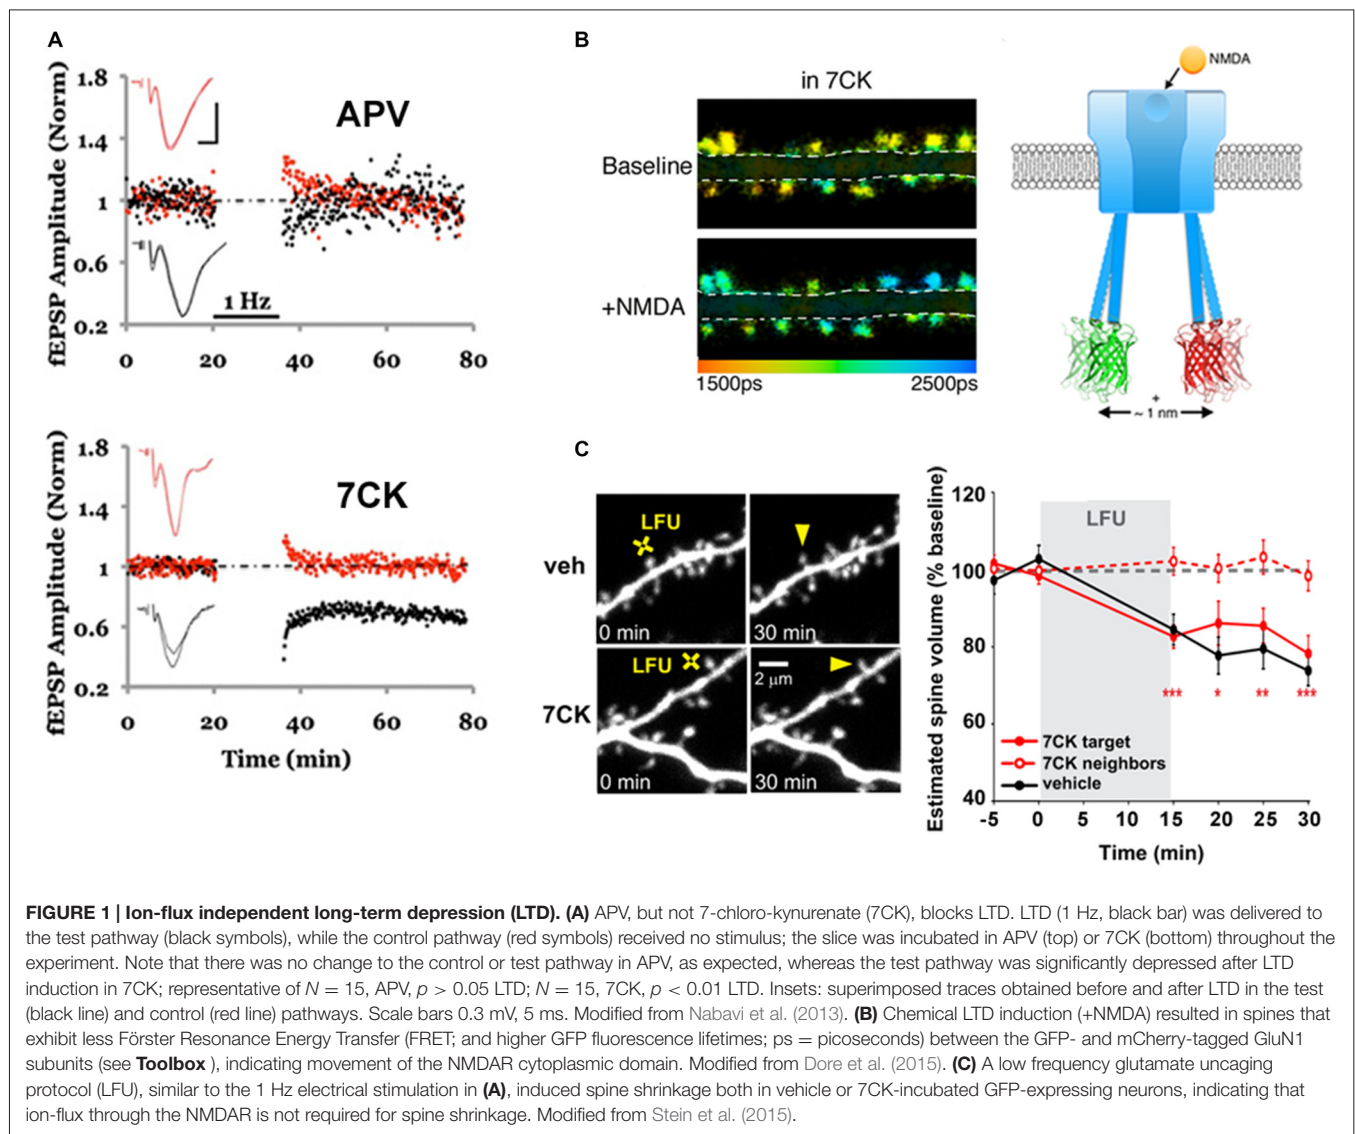 A
fEPSP Amplitude (Norm)
1.8
1.4
1
0.6
0.2
APV
1 Hz
0 20 40 60 80
fEPSP Amplitude (Norm)
1.8
1.4
1
0.6
0.2
7CK
0 20 40 60 80
Time (min)
B
in 7CK
Baseline
+NMDA
1500ps 2500ps
NMDA
+
~ 1 nm
C
veh
LFU
0 min
30 min
7CK
LFU
2 μm
0 min
30 min
Estimated spine volume (% baseline)
120
100
80
60
40
LFU
*** * ** ***
7CK target
7CK neighbors
vehicle
-5 0 5 10 15 20 25 30
Time (min)
FIGURE 1 | Ion-flux independent long-term depression (LTD). (A) APV, but not 7-chloro-kynurenate (7CK), blocks LTD. LTD (1 Hz, black bar) was delivered to
the test pathway (black symbols), while the control pathway (red symbols) received no stimulus; the slice was incubated in APV (top) or 7CK (bottom) throughout the
experiment. Note that there was no change to the control or test pathway in APV, as expected, whereas the test pathway was significantly depressed after LTD
induction in 7CK; representative of N = 15, APV, p > 0.05 LTD; N = 15, 7CK, p < 0.01 LTD. Insets: superimposed traces obtained before and after LTD in the test
(black line) and control (red line) pathways. Scale bars 0.3 mV, 5 ms. Modified from Nabavi et al. (2013). (B) Chemical LTD induction (+NMDA) resulted in spines that
exhibit less Förster Resonance Energy Transfer (FRET; and higher GFP fluorescence lifetimes; ps = picoseconds) between the GFP- and mCherry-tagged GluN1
subunits (see Toolbox ), indicating movement of the NMDAR cytoplasmic domain. Modified from Dore et al. (2015). (C) A low frequency glutamate uncaging
protocol (LFU), similar to the 1 Hz electrical stimulation in (A), induced spine shrinkage both in vehicle or 7CK-incubated GFP-expressing neurons, indicating that
ion-flux through the NMDAR is not required for spine shrinkage. Modified from Stein et al. (2015).